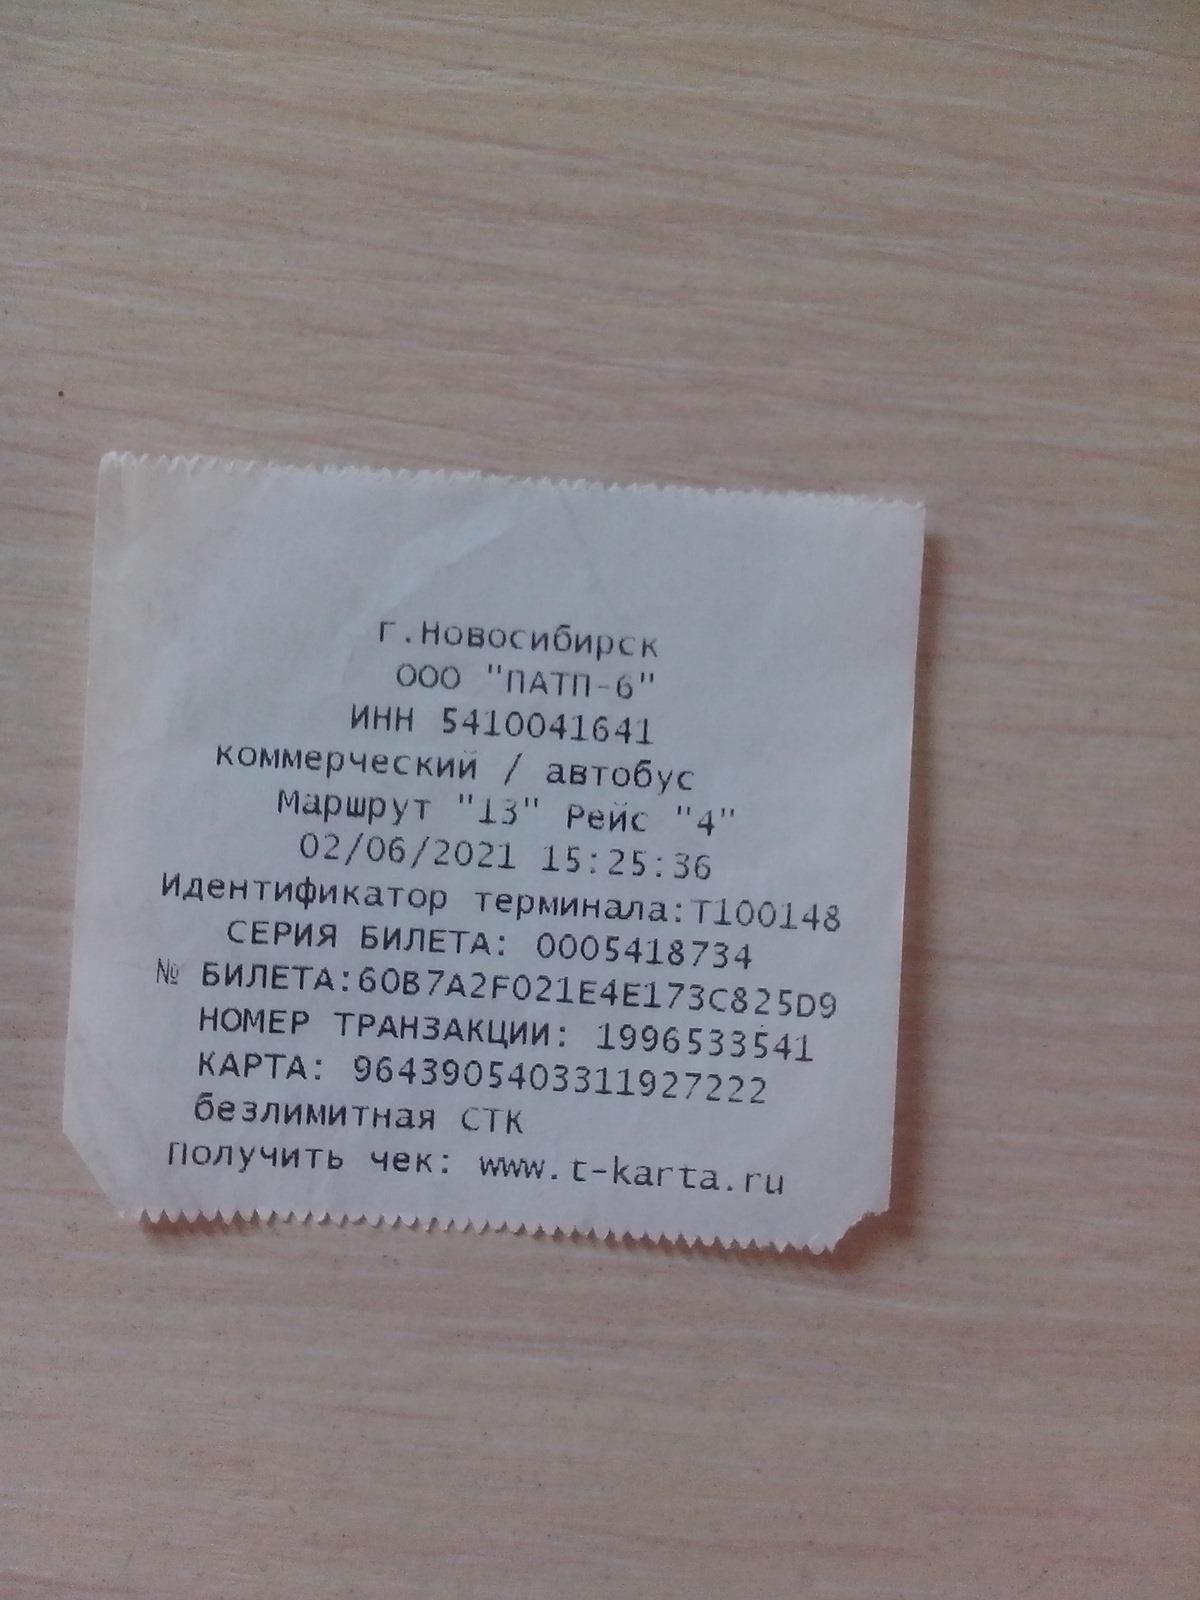 г.Новосибирск
ООО "ПАТП-6"
ИНН 5410041641
коммерческий / автобус
Маршрут "13" Рейс "4"
02/06/2021 15:25:36
Идентификатор терминала:T100148
СЕРИЯ БИЛЕТА: 0005418734
№ БИЛЕТА:60B7A2F021E4E173C825D9
НОМЕР ТРАНЗАКЦИИ: 1996533541
КАРТА: 9643905403311927222
безлимитная СТК
Получить чек: www.t-karta.ru